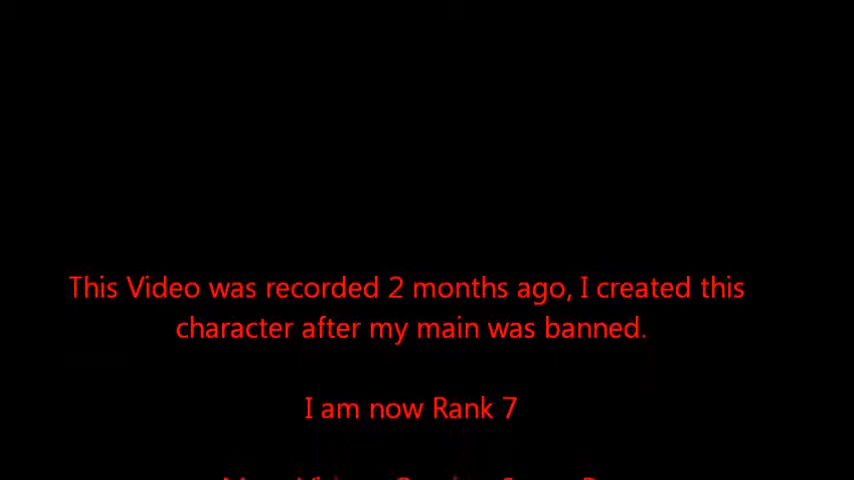 This Video was recorded 2 months ago, I created this
character after my main was banned.
I am now Rank 7